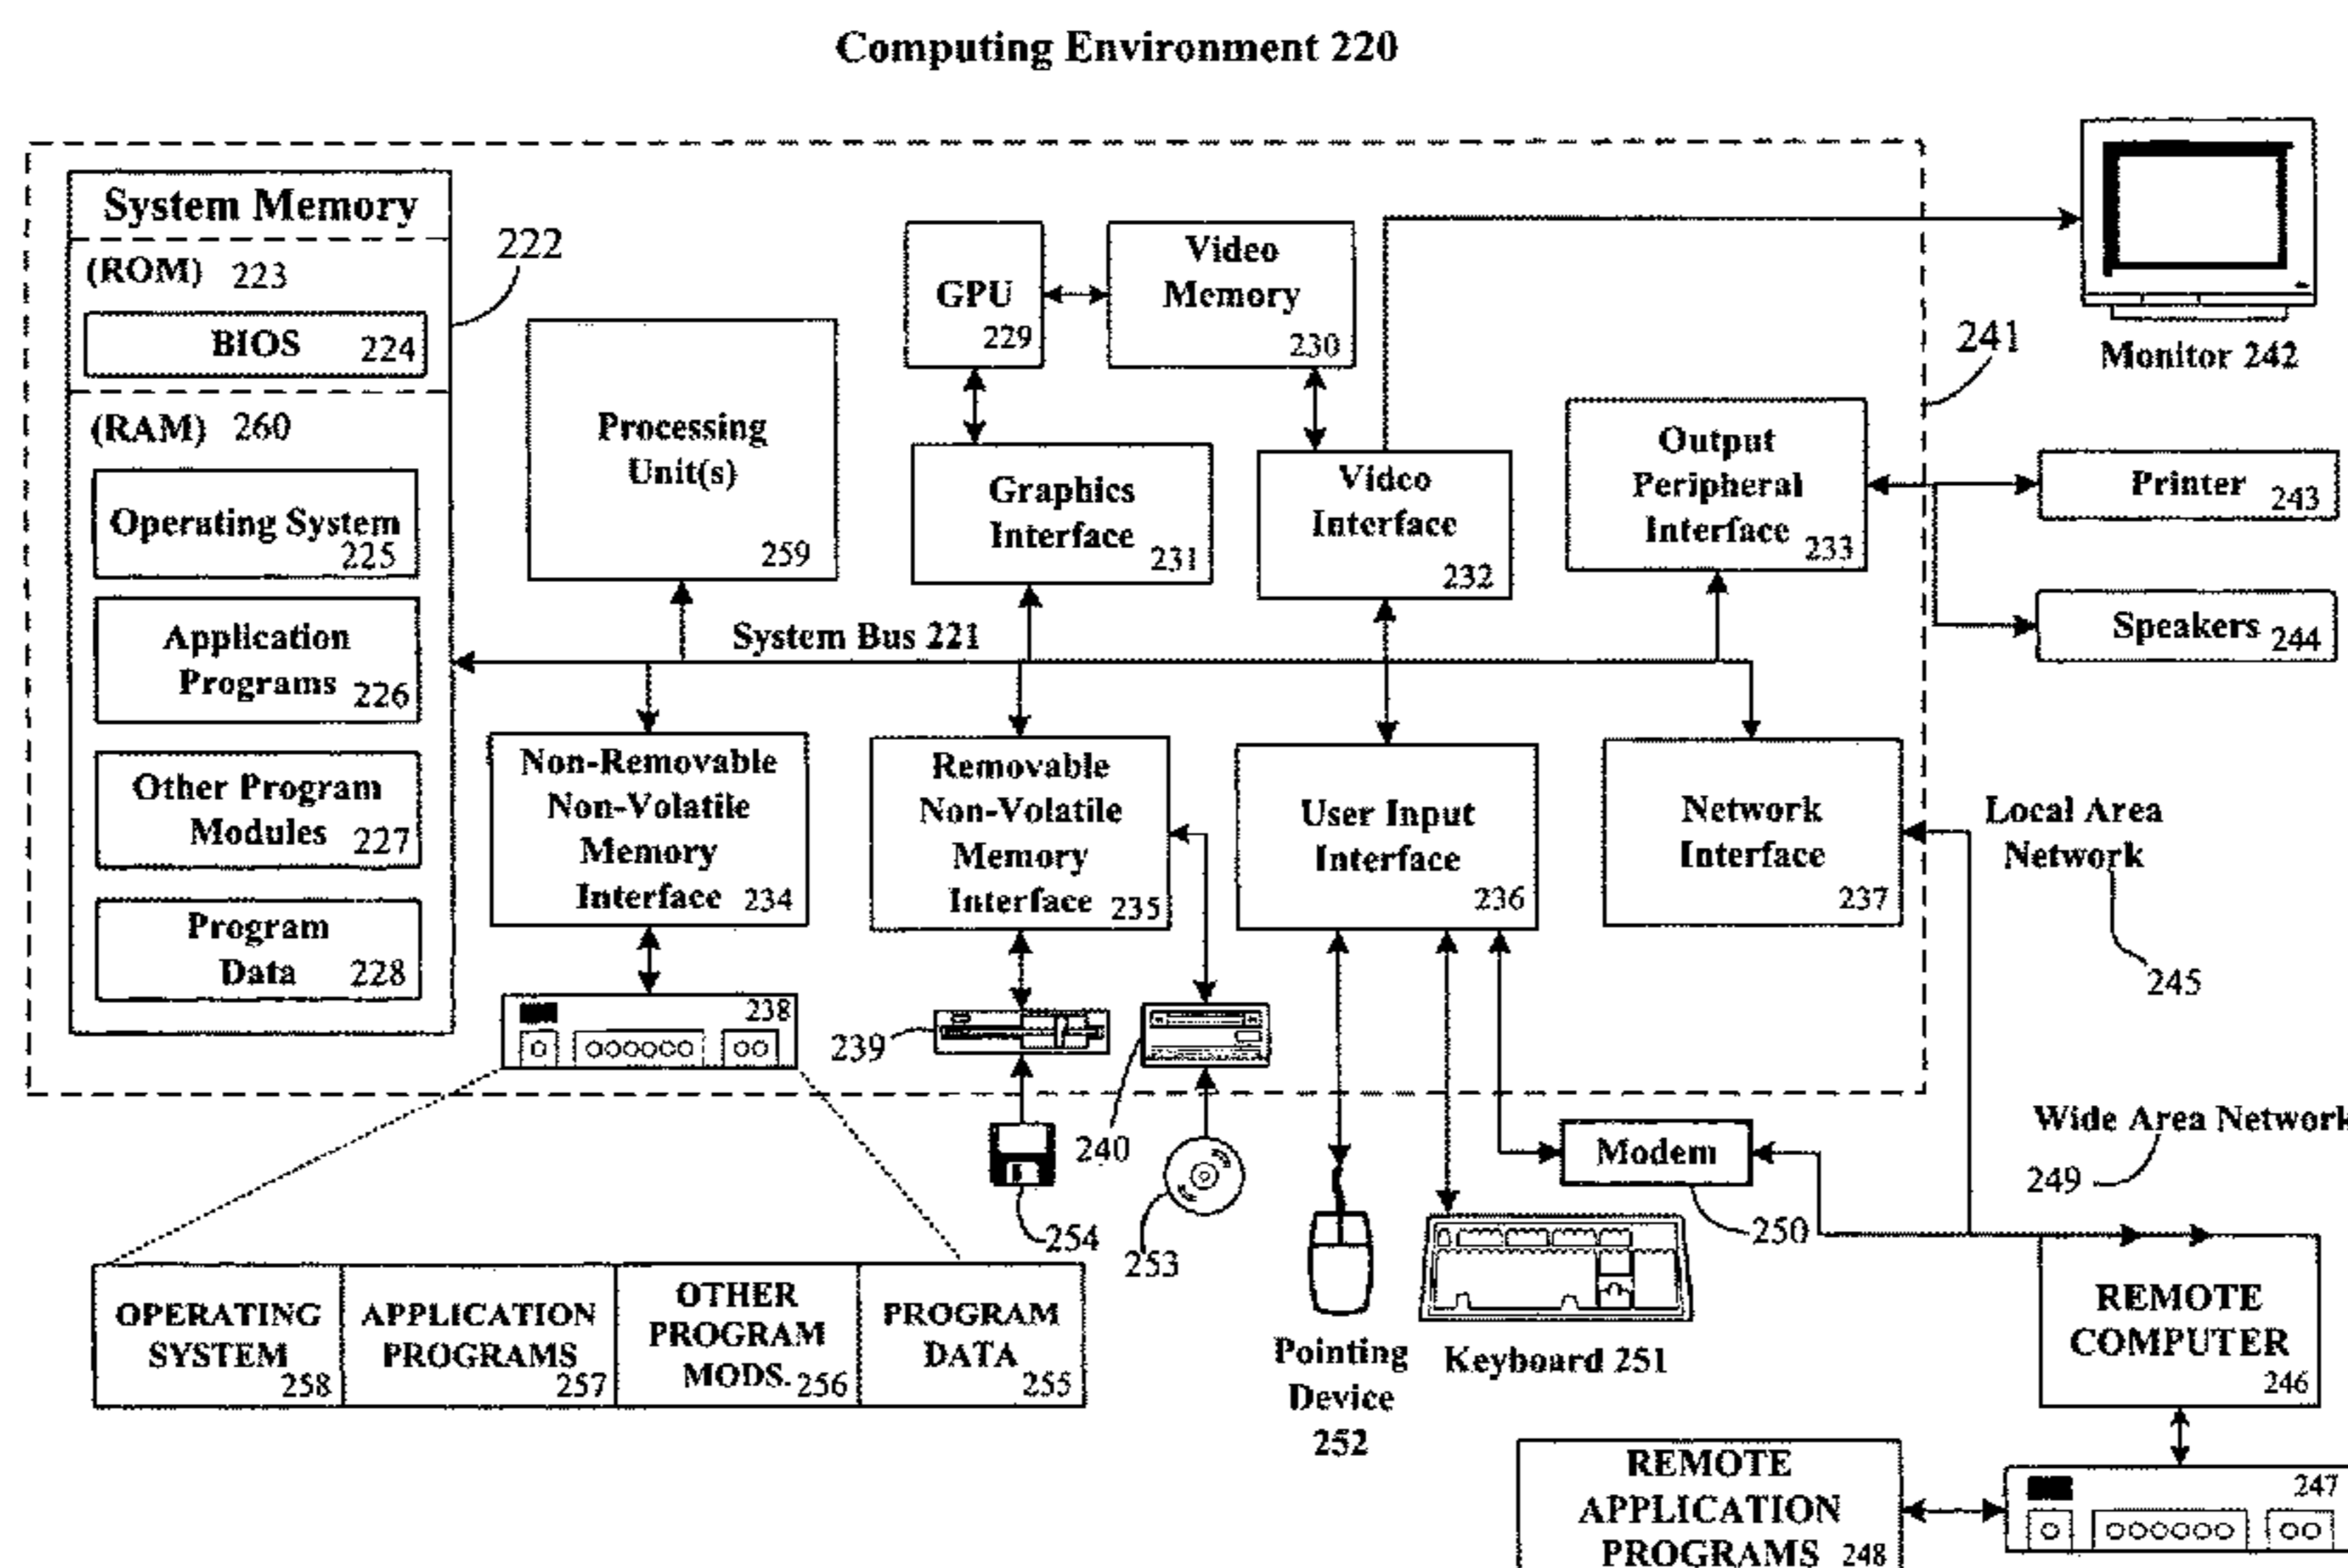 Computing Environment 220
System Memory
(ROM) 223
BIOS 224
222
(RAM) 260
Operating System
225
Application
Programs 226
Other Program
Modules 227
Program
Data 228
Processing
Unit(s)
259
GPU
229
Video
Memory
230
Graphics
Interface 231
Video
Interface
232
Output
Peripheral
Interface 233
241
Monitor 242
Printer 243
Speakers 244
System Bus 221
Non-Removable
Non-Volatile
Memory
Interface 234
Removable
Non-Volatile
Memory
Interface 235
User Input
Interface
236
Network
Interface
237
Local Area
Network
245
238
239
240
254
253
Modem
250
Wide Area Network
249
OPERATING
SYSTEM
258
APPLICATION
PROGRAMS
257
OTHER
PROGRAM
MODS. 256
PROGRAM
DATA
255
Pointing
Device
252
Keyboard 251
REMOTE
COMPUTER
246
REMOTE
APPLICATION
PROGRAMS 248
247